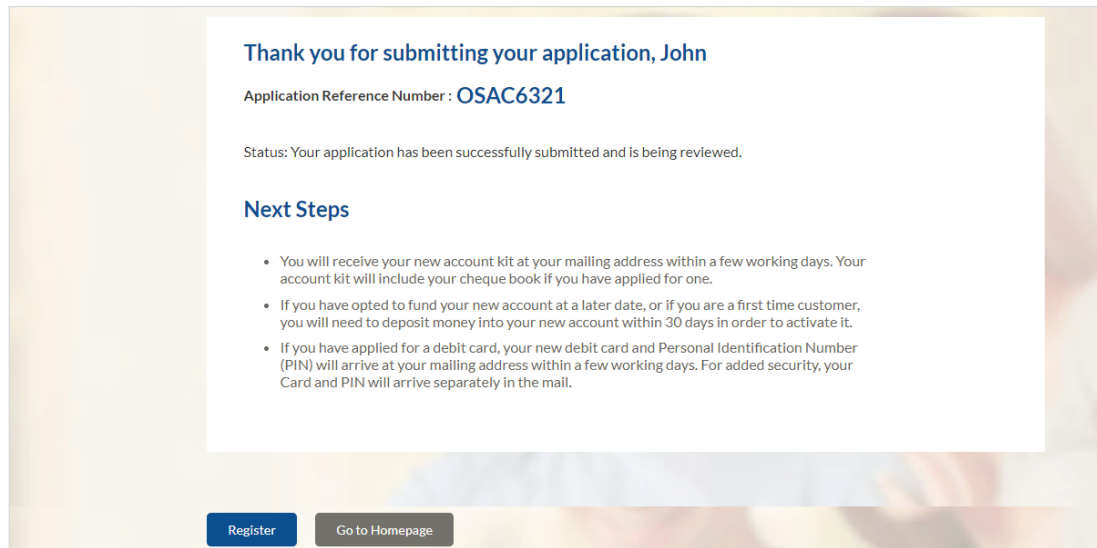 Thank you for submitting your application, John
Application Reference Number : OSAC6321
Status: Your application has been successfully submitted and is being reviewed.
Next Steps
• You will receive your new account kit at your mailing address within a few working days. Your
account kit will include your cheque book if you have applied for one.
• If you have opted to fund your new account at a later date, or if you are a first time customer,
you will need to deposit money into your new account within 30 days in order to activate it.
• If you have applied for a debit card, your new debit card and Personal Identification Number
(PIN) will arrive at your mailing address within a few working days. For added security, your
Card and PIN will arrive separately in the mail.
Register Go to Homepage